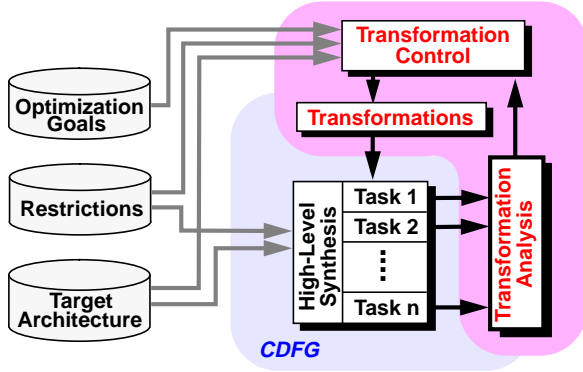 Transformation
Control
Optimization
Goals
Transformations
Restrictions
High-Level
Synthesis
Task 1
Task 2
Task n
Transformation
Analysis
Target
Architecture
CDFG